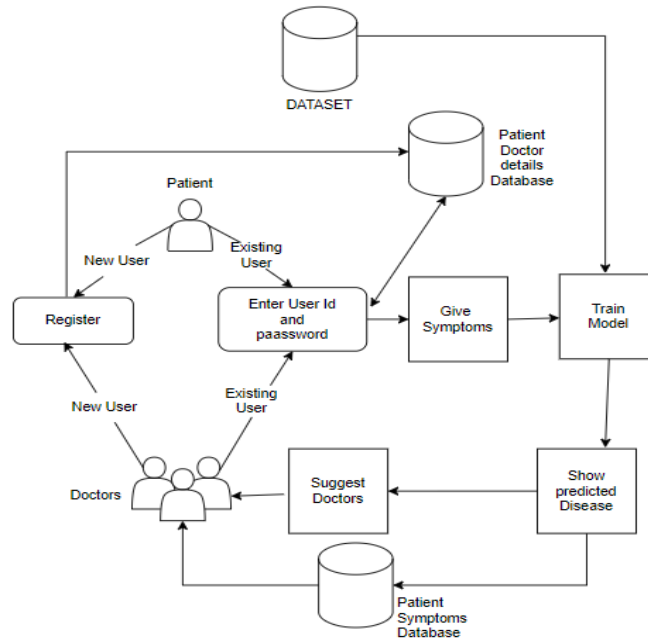 DATASET
Patient
Doctor
details
Database
Patient
New User
Existing
User
Register
Enter User Id
and
paassword
Give
Symptoms
Train
Model
New User
Existing
User
Doctors
Suggest
Doctors
Show
predicted
Disease
Patient
Symptoms
Database